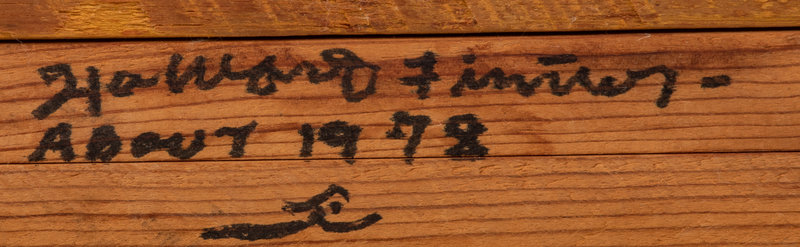 Howard Finster -
About 1978